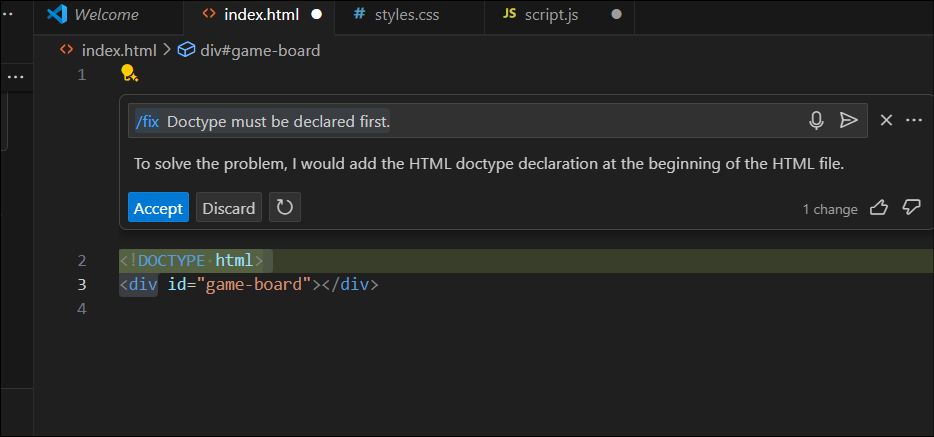 Welcome
<> index.html
# styles.css
JS script.js
<> index.html > div#game-board
1
/fix Doctype must be declared first.
To solve the problem, I would add the HTML doctype declaration at the beginning of the HTML file.
Accept Discard
1 change
2 <!DOCTYPE html>
3 <div id="game-board"></div>
4